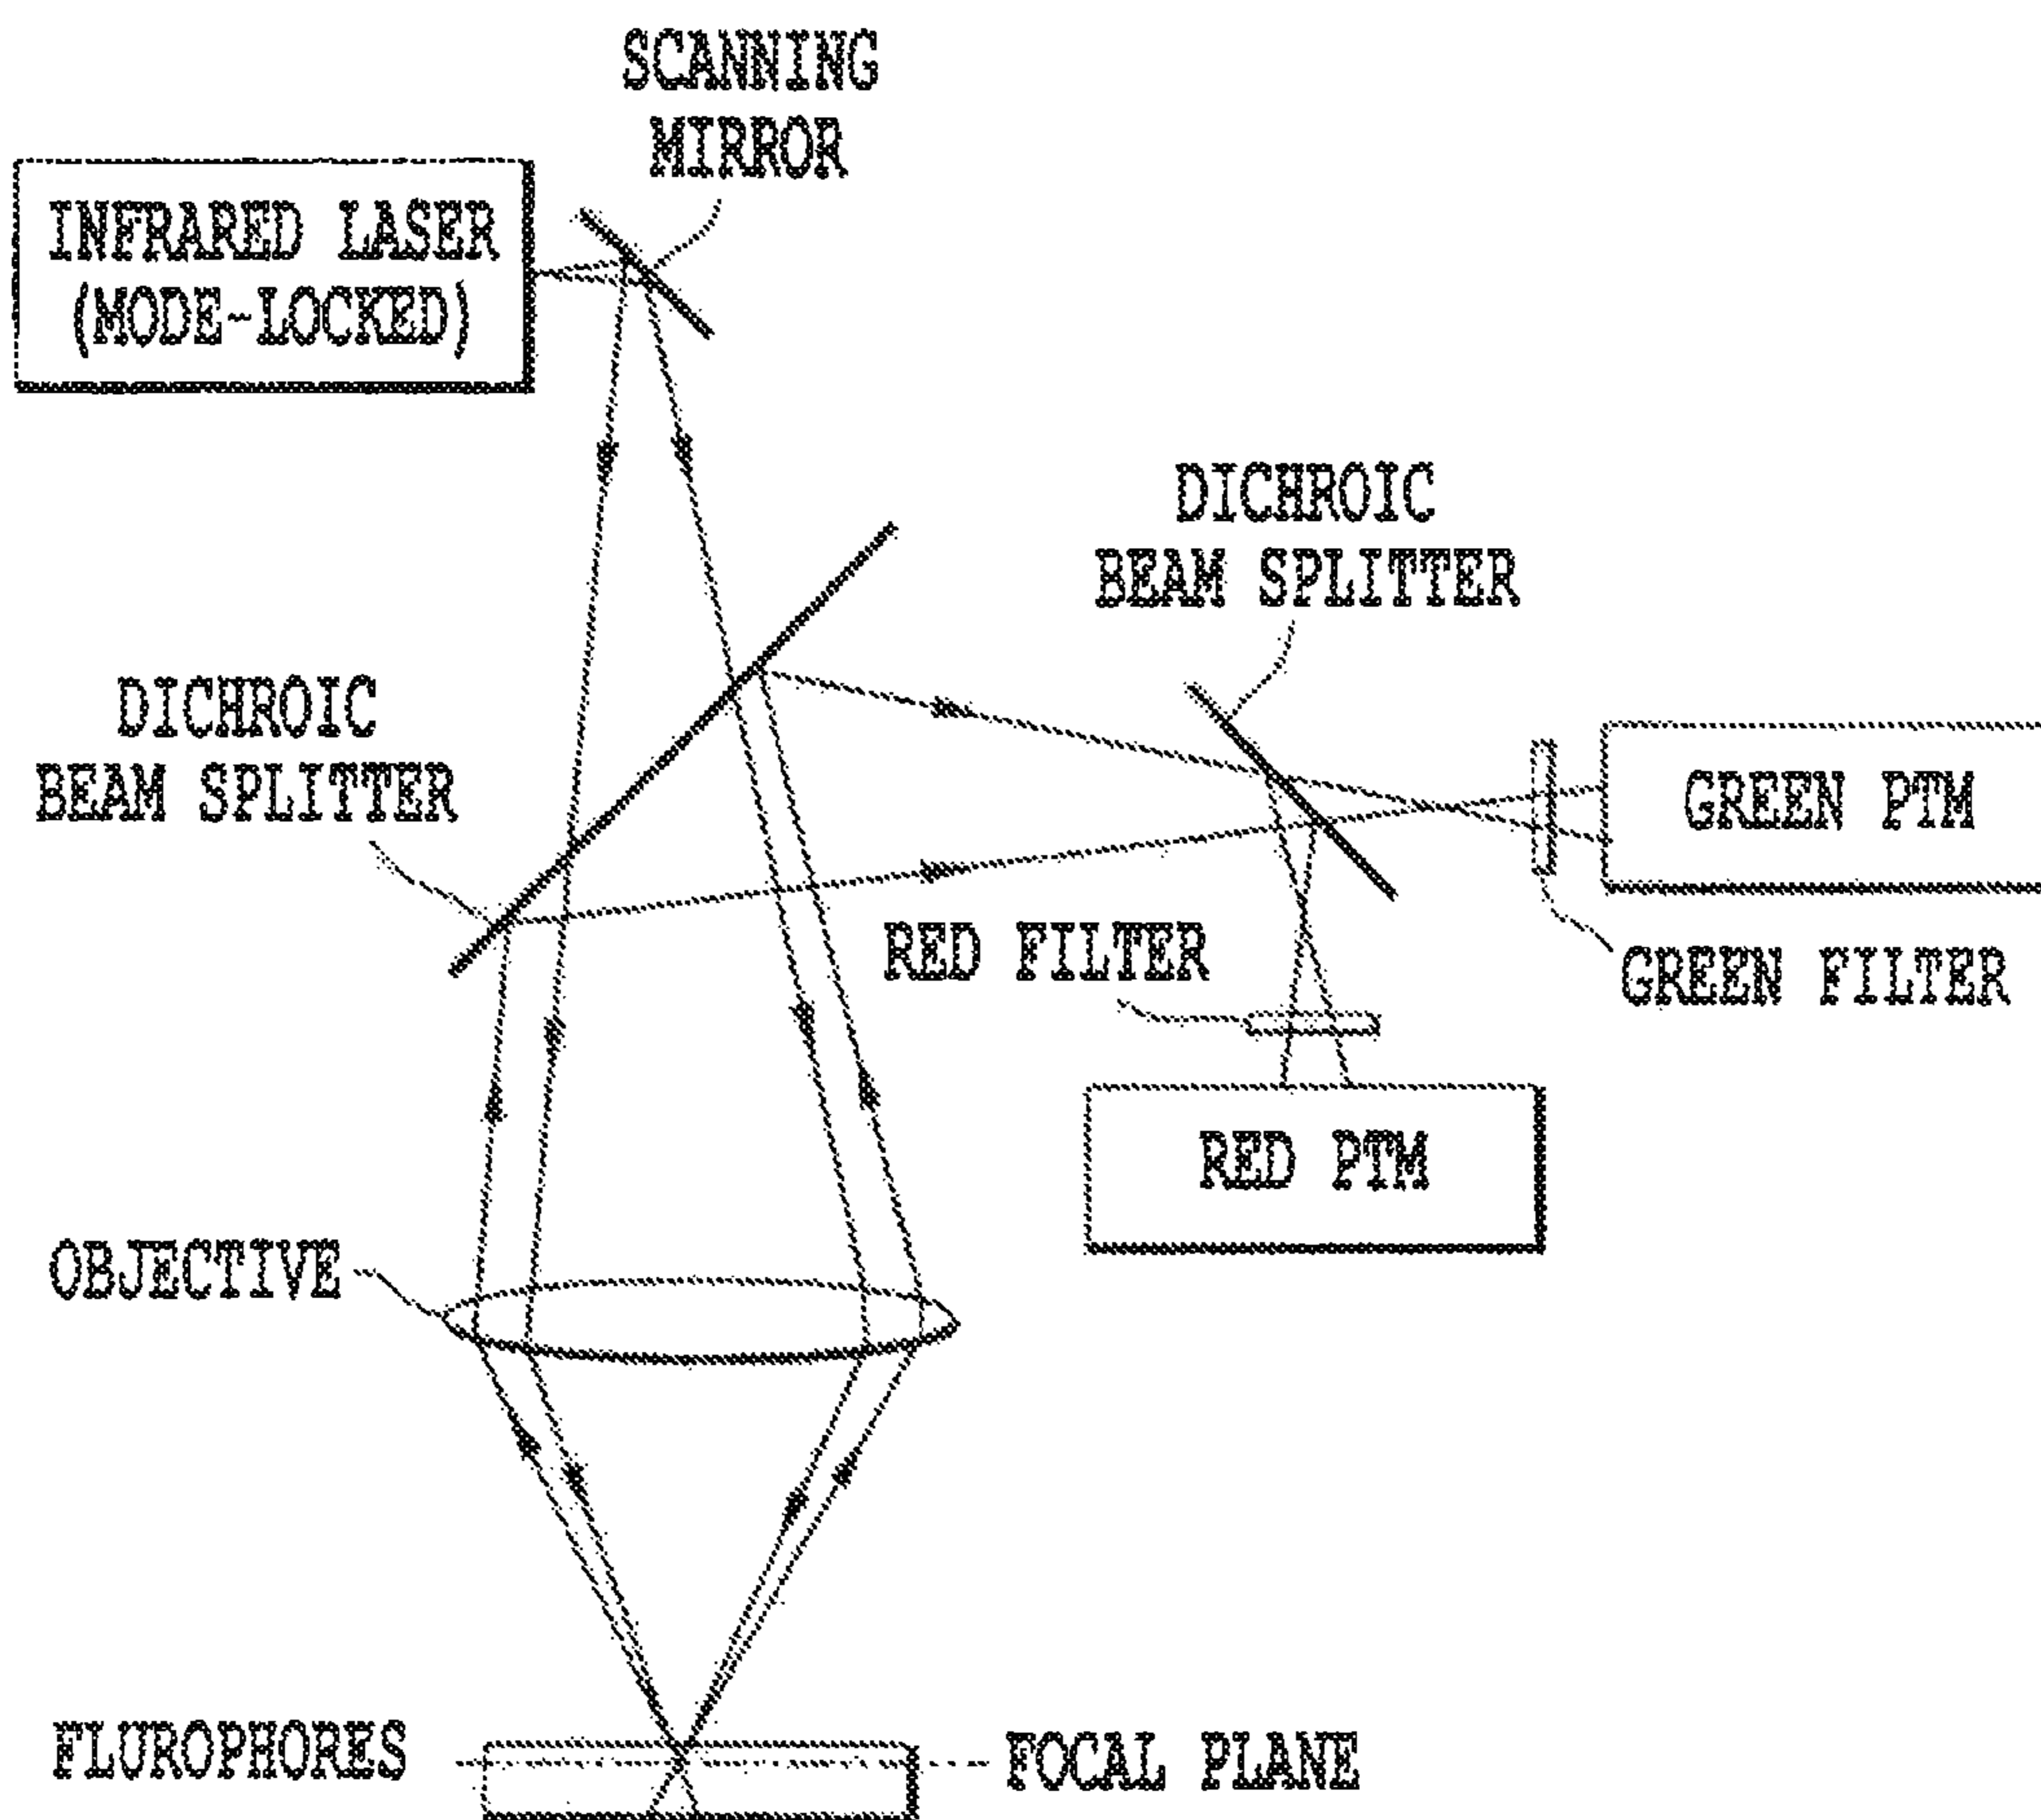 SCANNING
MIRROR
INFRARED LASER
(MODE-LOCKED)
DICHROIC
BEAM SPLITTER
DICHROIC
BEAM SPLITTER
GREEN PTM
RED FILTER
GREEN FILTER
RED PTM
OBJECTIVE
FLUROPHORES
FOCAL PLANE